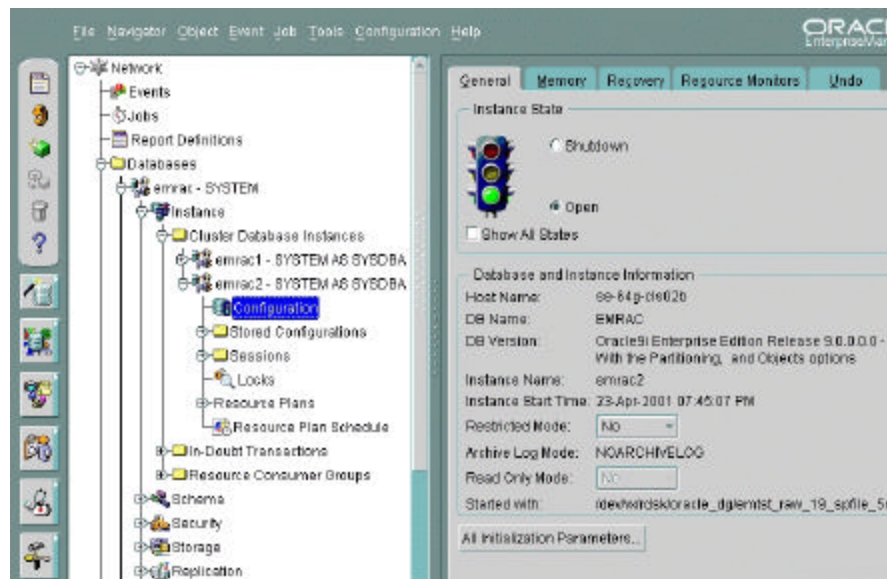 File Navigator Object Event Job Tools Configuration Help
ORACL
EnterpriseMan
Network
Events
Jobs
Report Definitions
Databases
emrac - SYSTEM
Instance
Cluster Database Instances
emrac1 - SYSTEM AS SYSDBA
emrac2 - SYSTEM AS SYSDBA
Configuration
Stored Configurations
Sessions
Locks
Resource Plans
Resource Plan Schedule
In-Doubt Transactions
Resource Consumer Groups
Schema
Security
Storage
Replication
General Memory Recovery Resource Monitors Undo
Instance State
Shutdown
Open
Show All States
Database and Instance Information
Host Name:
DB Name: EMRAC
DB Version: Oracle9i Enterprise Edition Release 9.0.0.0.0 -
With the Partitioning, and Objects options
Instance Name: emrac2
Instance Start Time: 23-Apr-2001 07:45:07 PM
Restricted Mode: No
Archive Log Mode: NOARCHIVELOG
Read Only Mode: No
Started with:
All Initialization Parameters...